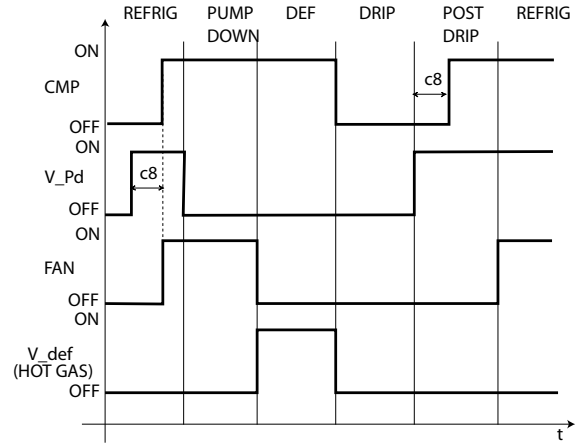 REFRIG PUMP DOWN DEF DRIP POST DRIP REFRIG
ON
CMP
c8
OFF
ON
V_Pd
c8
OFF
ON
FAN
OFF
ON
V_def
(HOT GAS)
OFF
t